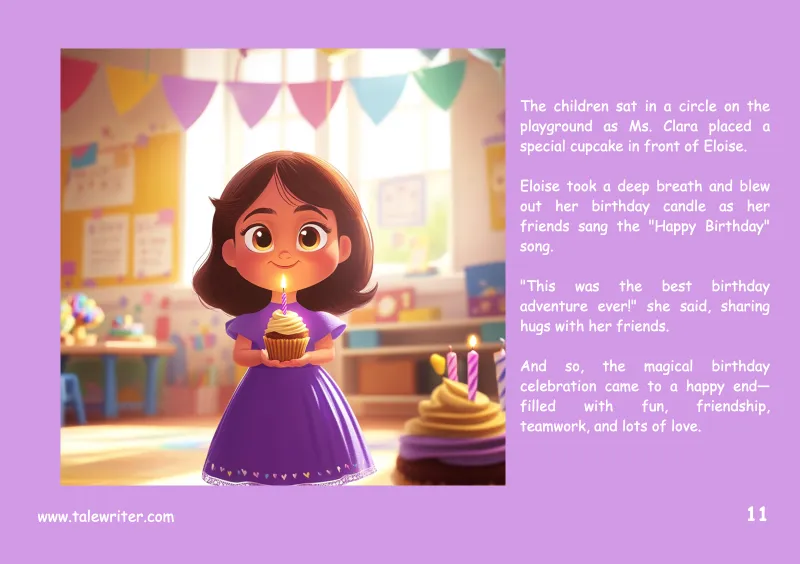 The children sat in a circle on the
playground as Ms. Clara placed a
special cupcake in front of Eloise.
Eloise took a deep breath and blew
out her birthday candle as her
friends sang the "Happy Birthday"
song.
"This was the best birthday
adventure ever!" she said, sharing
hugs with her friends.
And so, the magical birthday
celebration came to a happy end—
filled with fun, friendship,
teamwork, and lots of love.
www.talewriter.com
11